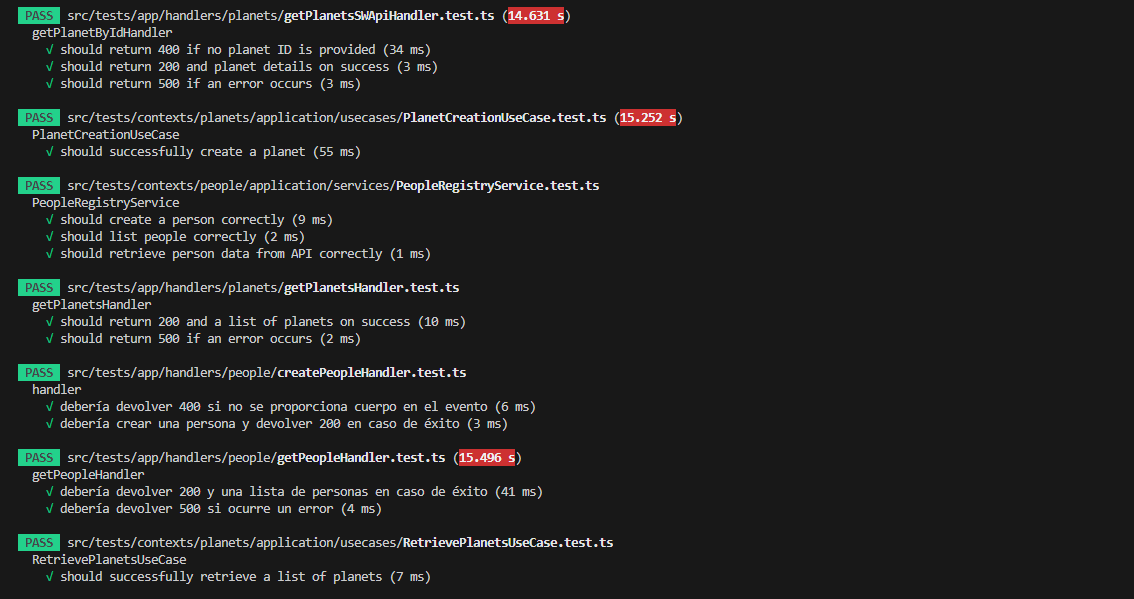 PASS src/tests/app/handlers/planets/getPlanetsSWApiHandler.test.ts (14.631 s)
getPlanetByIdHandler
√ should return 400 if no planet ID is provided (34 ms)
√ should return 200 and planet details on success (3 ms)
√ should return 500 if an error occurs (3 ms)
PASS src/tests/contexts/planets/application/usecases/PlanetCreationUseCase.test.ts (15.252 s)
PlanetCreationUseCase
√ should successfully create a planet (55 ms)
PASS src/tests/contexts/people/application/services/PeopleRegistryService.test.ts
PeopleRegistryService
√ should create a person correctly (9 ms)
√ should list people correctly (2 ms)
√ should retrieve person data from API correctly (1 ms)
PASS src/tests/app/handlers/planets/getPlanetsHandler.test.ts
getPlanetsHandler
√ should return 200 and a list of planets on success (10 ms)
√ should return 500 if an error occurs (2 ms)
PASS src/tests/app/handlers/people/createPeopleHandler.test.ts
handler
√ debería devolver 400 si no se proporciona cuerpo en el evento (6 ms)
√ debería crear una persona y devolver 200 en caso de éxito (3 ms)
PASS src/tests/app/handlers/people/getPeopleHandler.test.ts (15.496 s)
getPeopleHandler
√ debería devolver 200 y una lista de personas en caso de éxito (41 ms)
√ debería devolver 500 si ocurre un error (4 ms)
PASS src/tests/contexts/planets/application/usecases/RetrievePlanetsUseCase.test.ts
RetrievePlanetsUseCase
√ should successfully retrieve a list of planets (7 ms)